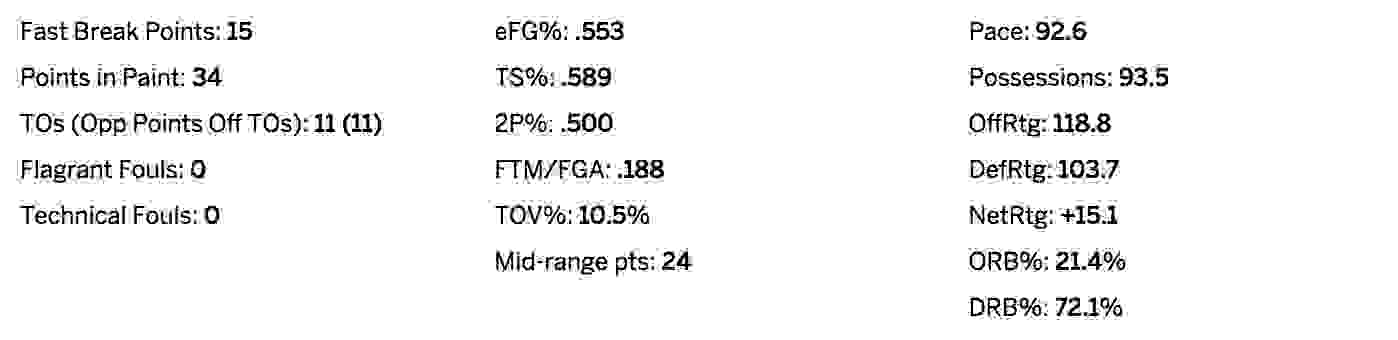 Fast Break Points: 15
Points in Paint: 34
TOs (Opp Points Off TOs): 11 (11)
Flagrant Fouls: 0
Technical Fouls: 0
eFG%: .553
TS%: .589
2P%: .500
FTM/FGA: .188
TOV%: 10.5%
Mid-range pts: 24
Pace: 92.6
Possessions: 93.5
OffRtg: 118.8
DefRtg: 103.7
NetRtg: +15.1
ORB%: 21.4%
DRB%: 72.1%